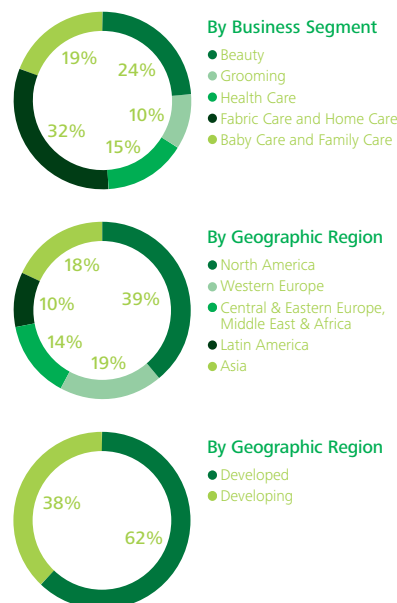 By Business Segment
Beauty
Grooming
Health Care
Fabric Care and Home Care
Baby Care and Family Care
19%
24%
10%
32%
15%
By Geographic Region
North America
Western Europe
Central & Eastern Europe,
Middle East & Africa
Latin America
Asia
18%
10%
39%
14%
19%
By Geographic Region
Developed
Developing
38%
62%